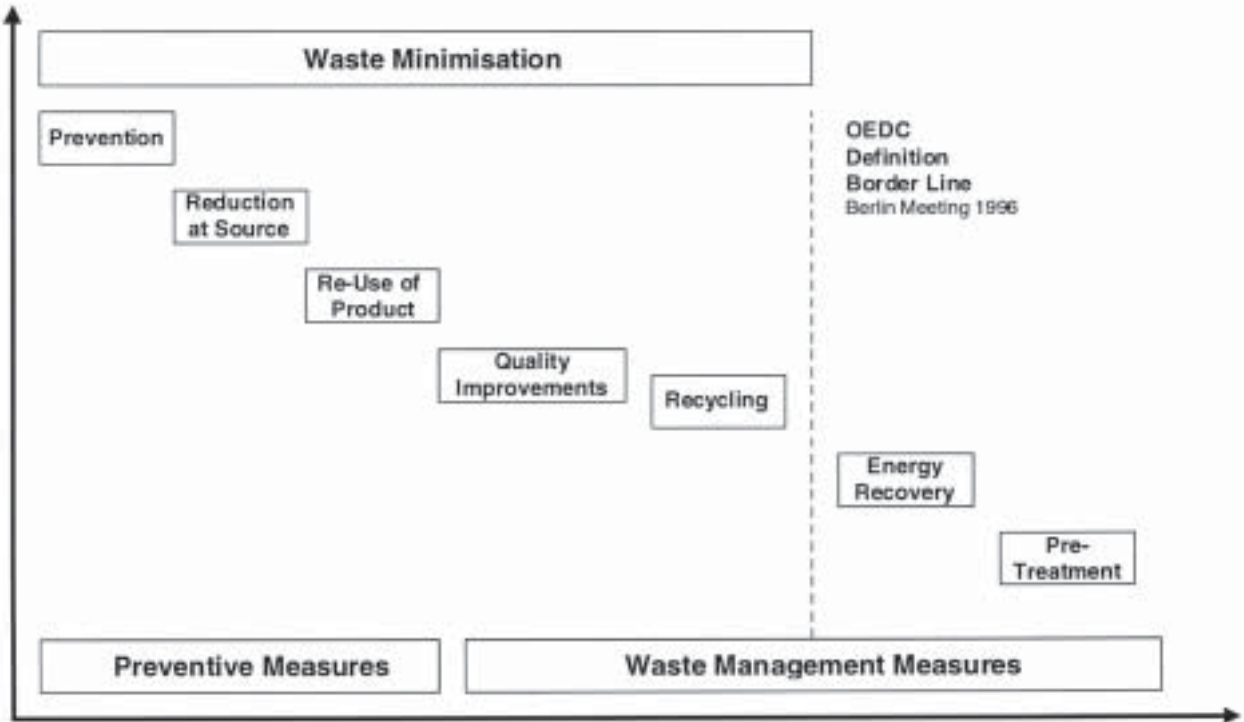 Waste Minimisation
Prevention
OEDC
Definition
Border Line
Berlin Meeting 1996
Reduction
at Source
Re-Use of
Product
Quality
Improvements
Recycling
Energy
Recovery
Pre-
Treatment
Preventive Measures
Waste Management Measures